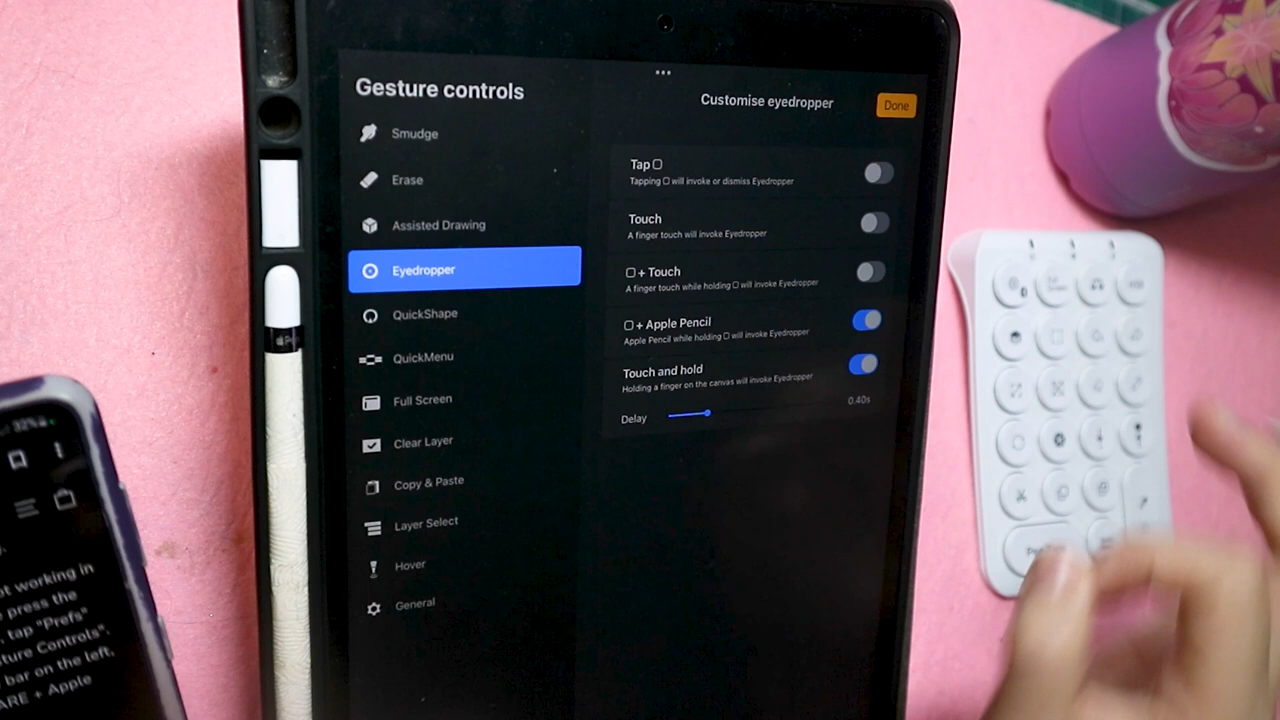 Gesture controls
Smudge
Erase
Assisted Drawing
Eyedropper
QuickShape
QuickMenu
Full Screen
Clear Layer
Copy & Paste
Layer Select
Hover
General
Customise eyedropper
Done
Tap ▢
Tapping ▢ will invoke or dismiss Eyedropper
Touch
A finger touch will invoke Eyedropper
▢ + Touch
A finger touch while holding ▢ will invoke Eyedropper
▢ + Apple Pencil
Apple Pencil while holding ▢ will invoke Eyedropper
Touch and hold
Holding a finger on the canvas will invoke Eyedropper
Delay
0.40s
32%
working in
press the
tap "Prefs"
Controls".
bar on the left.
+ Apple